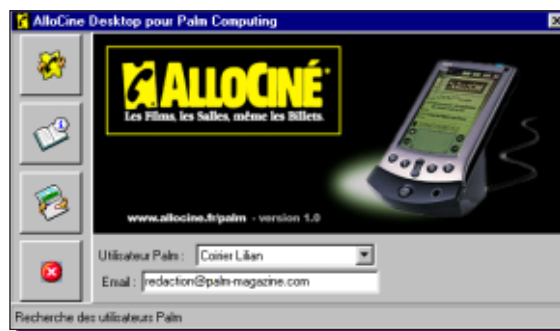 AlloCine Desktop pour Palm Computing
ALLOCINÉ
Les Films, les Salles, même les Billets.
www.allocine.fr/palm - version 1.0
Utilisateur Palm : Coirier Lilian
Email : redaction@palm-magazine.com
Recherche des utilisateurs Palm